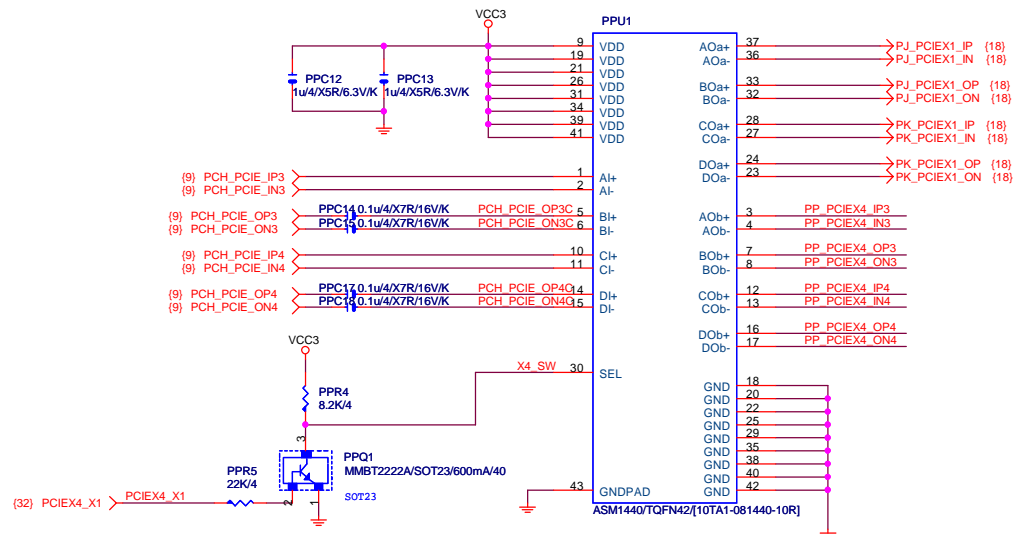 VCC3
PPU1
PPC12
1u/4/X5R/6.3V/K
PPC13
1u/4/X5R/6.3V/K
9 VDD
19 VDD
21 VDD
26 VDD
31 VDD
34 VDD
39 VDD
41 VDD
AOa+ 37 PJ_PCIEX1_IP {18}
AOa- 36 PJ_PCIEX1_IN {18}
BOa+ 33 PJ_PCIEX1_OP {18}
BOa- 32 PJ_PCIEX1_ON {18}
COa+ 28 PK_PCIEX1_IP {18}
COa- 27 PK_PCIEX1_IN {18}
DOa+ 24 PK_PCIEX1_OP {18}
DOa- 23 PK_PCIEX1_ON {18}
{9} PCH_PCIE_IP3 1 AI+
{9} PCH_PCIE_IN3 2 AI-
{9} PCH_PCIE_OP3 PPC14 0.1u/4/X7R/16V/K PCH_PCIE_OP3C 5 BI+
{9} PCH_PCIE_ON3 PPC15 0.1u/4/X7R/16V/K PCH_PCIE_ON3C 6 BI-
{9} PCH_PCIE_IP4 10 CI+
{9} PCH_PCIE_IN4 11 CI-
{9} PCH_PCIE_OP4 PPC17 0.1u/4/X7R/16V/K PCH_PCIE_OP4C 14 DI+
{9} PCH_PCIE_ON4 PPC18 0.1u/4/X7R/16V/K PCH_PCIE_ON4C 15 DI-
AOb+ 3 PP_PCIEX4_IP3
AOb- 4 PP_PCIEX4_IN3
BOb+ 7 PP_PCIEX4_OP3
BOb- 8 PP_PCIEX4_ON3
COb+ 12 PP_PCIEX4_IP4
COb- 13 PP_PCIEX4_IN4
DOb+ 16 PP_PCIEX4_OP4
DOb- 17 PP_PCIEX4_ON4
VCC3
X4_SW 30 SEL
PPR4
8.2K/4
GND 18
GND 20
GND 22
GND 25
GND 29
GND 35
GND 38
GND 40
GND 42
3
PPQ1
MMBT2222A/SOT23/600mA/40
SOT23
PPR5
22K/4
2
1
{32} PCIEX4_X1 PCIEX4_X1
43 GNDPAD
ASM1440/TQFN42/[10TA1-081440-10R]